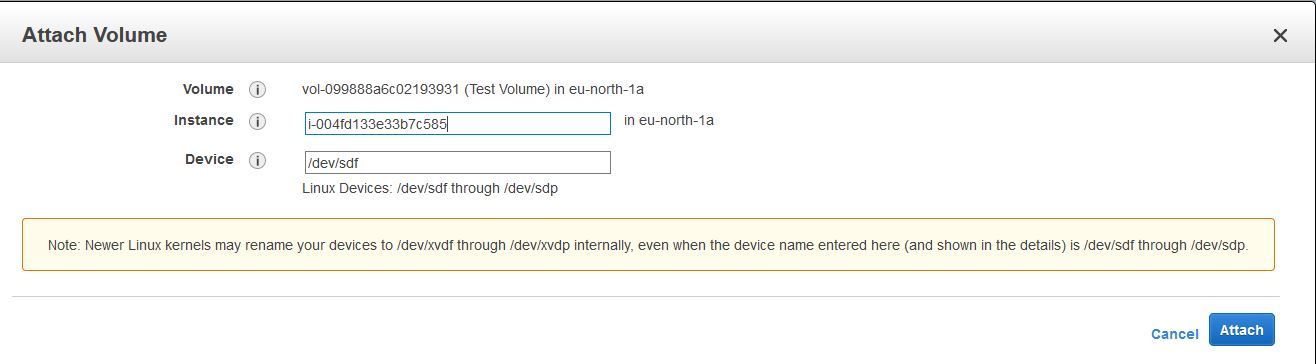 Attach Volume
Volume i vol-099888a6c02193931 (Test Volume) in eu-north-1a
Instance i i-004fd133e33b7c585 in eu-north-1a
Device i /dev/sdf
Linux Devices: /dev/sdf through /dev/sdp
Note: Newer Linux kernels may rename your devices to /dev/xvdf through /dev/xvdp internally, even when the device name entered here (and shown in the details) is /dev/sdf through /dev/sdp.
Cancel Attach